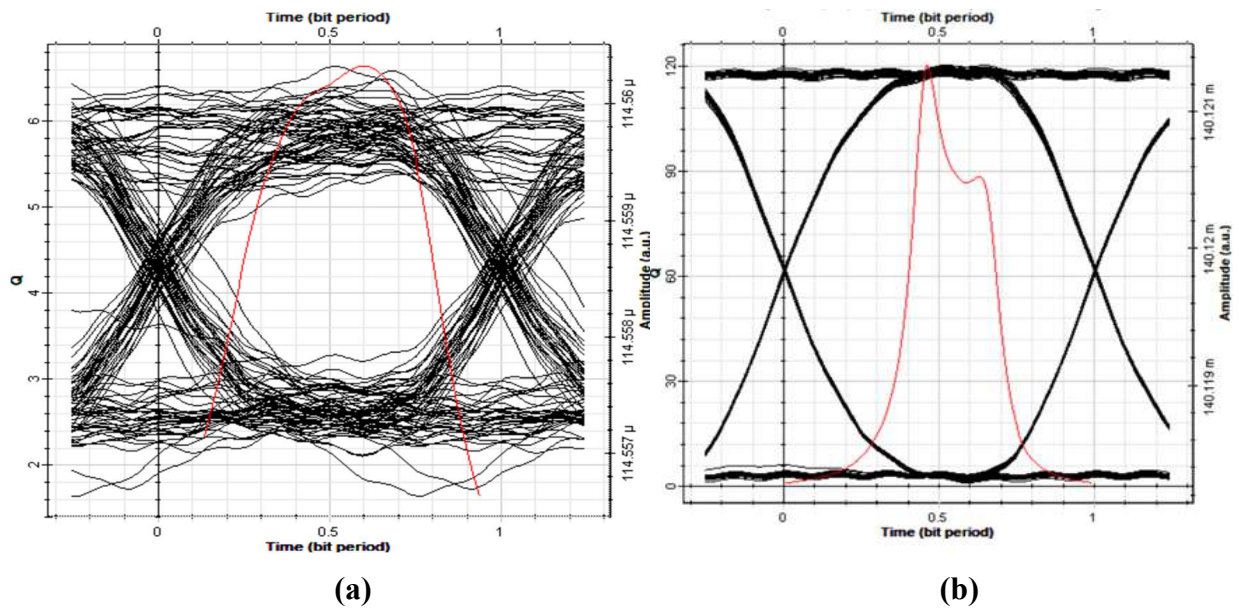 Time (bit period)
0 0.5 1
Q
6
5
4
3
2
114.56 µ
114.559 µ
114.558 µ
114.557 µ
Amplitude (a.u.)
0 0.5 1
Time (bit period)
(a)
Time (bit period)
0 0.5 1
Q
120
90
60
30
0
140.121 m
140.12 m
140.119 m
Amplitude (a.u.)
0 0.5 1
Time (bit period)
(b)